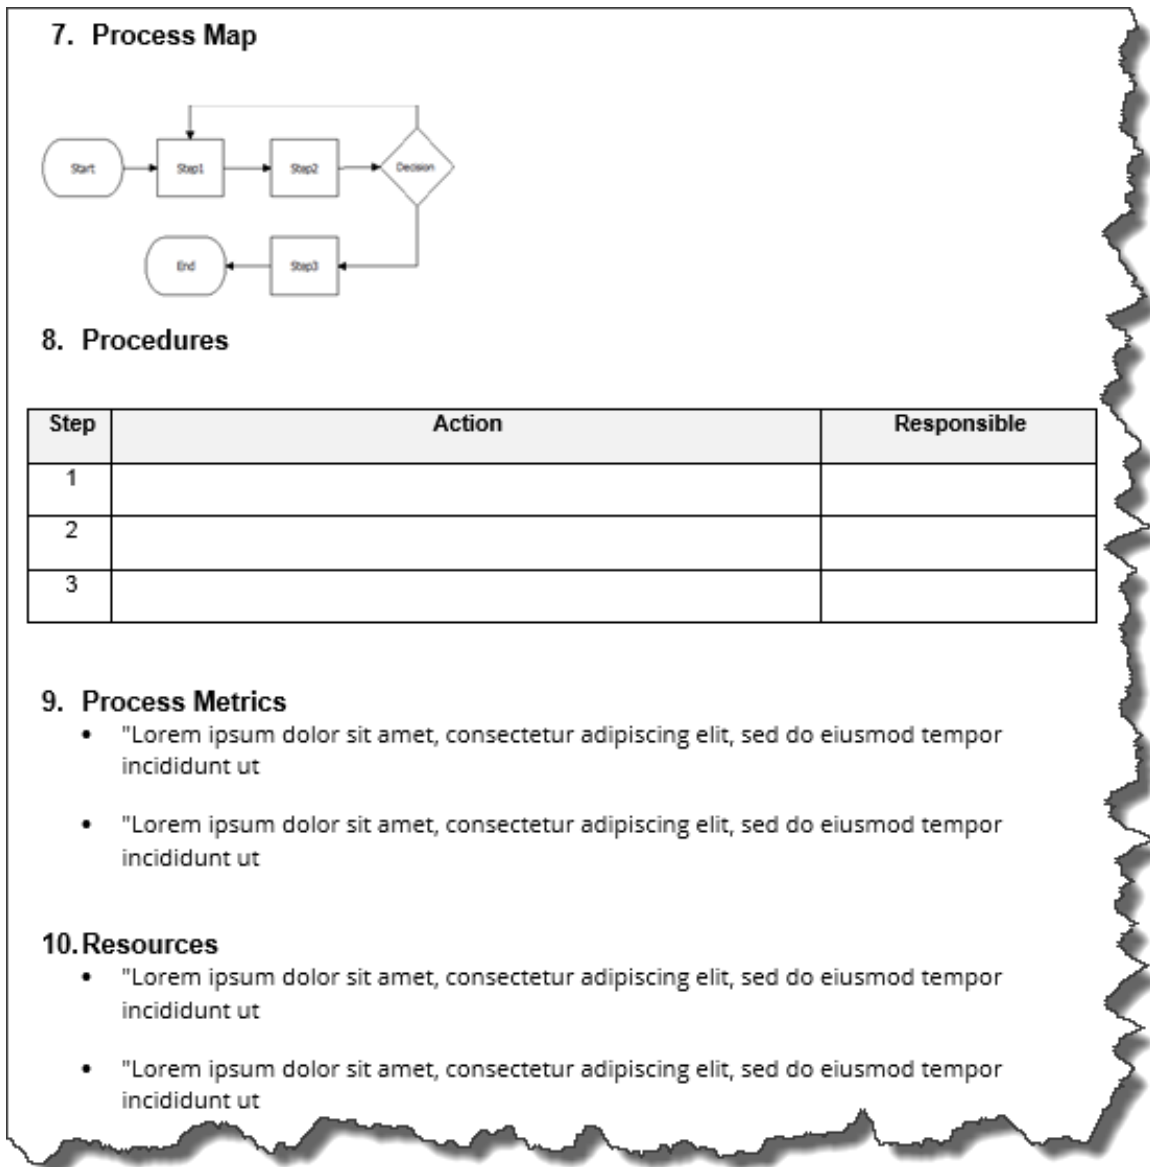 7. Process Map
Start
Step1
Step2
Decision
End
Step3
8. Procedures
Step Action Responsible
1
2
3
9. Process Metrics
• "Lorem ipsum dolor sit amet, consectetur adipiscing elit, sed do eiusmod tempor
incididunt ut
• "Lorem ipsum dolor sit amet, consectetur adipiscing elit, sed do eiusmod tempor
incididunt ut
10. Resources
• "Lorem ipsum dolor sit amet, consectetur adipiscing elit, sed do eiusmod tempor
incididunt ut
• "Lorem ipsum dolor sit amet, consectetur adipiscing elit, sed do eiusmod tempor
incididunt ut